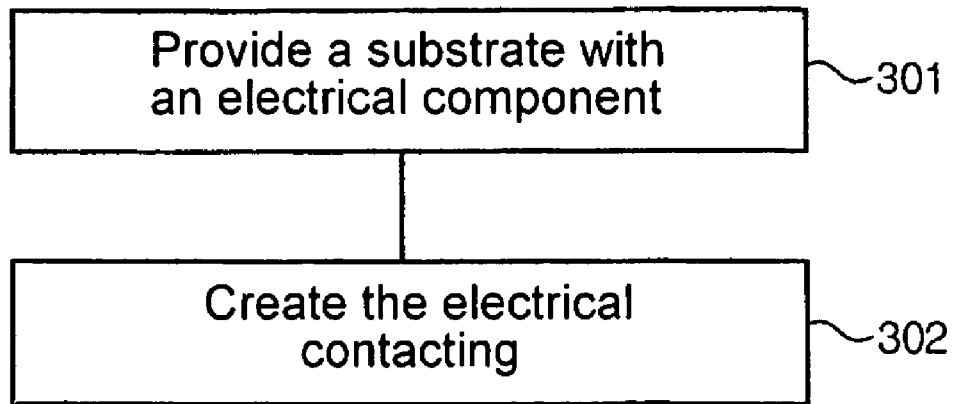 Provide a substrate with
an electrical component
301
Create the electrical
contacting
302